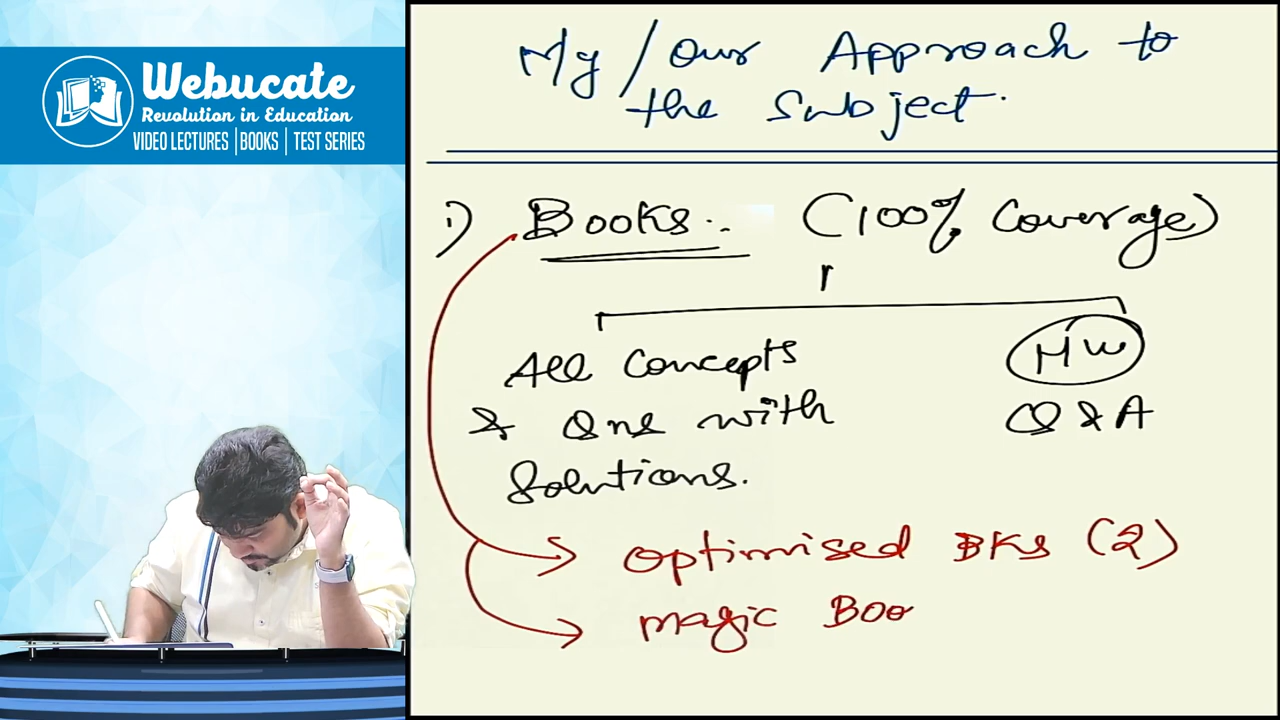 Webucate
Revolution in Education
VIDEO LECTURES | BOOKS | TEST SERIES
My / Our Approach to
the Subject.
1) Books:. (100% Coverage)
All Concepts
& Qns with
Solutions.
HW
Q & A
Optimised BKs (2)
Magic Boo